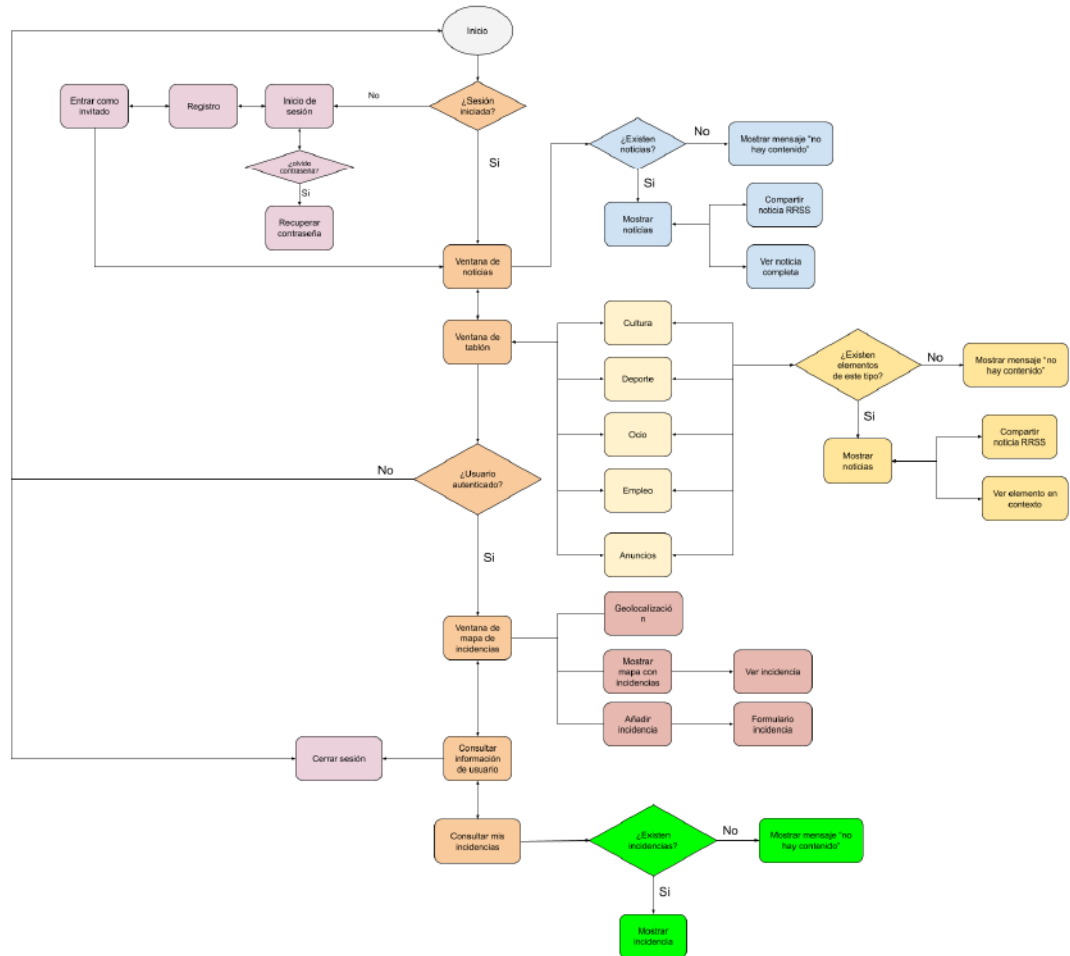 Inicio
¿Sesión
iniciada?
No
Si
Entrar como
invitado
Registro
Inicio de
sesión
¿olvido
contraseña?
Si
Recuperar
contraseña
¿Existen
noticias?
No
Mostrar mensaje "no
hay contenido"
Si
Mostrar
noticias
Compartir
noticia RRSS
Ver noticia
completa
Ventana de
noticias
Ventana de
tablón
Cultura
Deporte
Ocio
Empleo
Anuncios
¿Existen
elementos
de este tipo?
No
Mostrar mensaje "no
hay contenido"
Si
Mostrar
noticias
Compartir
noticia RRSS
Ver elemento en
contexto
¿Usuario
autenticado?
No
Si
Ventana de
mapa de
incidencias
Geolocalizació
n
Mostrar
mapa con
incidencias
Ver incidencia
Añadir
incidencia
Formulario
incidencia
Cerrar sesión
Consultar
información
de usuario
Consultar mis
incidencias
¿Existen
incidencias?
No
Mostrar mensaje "no
hay contenido"
Si
Mostrar
incidencia